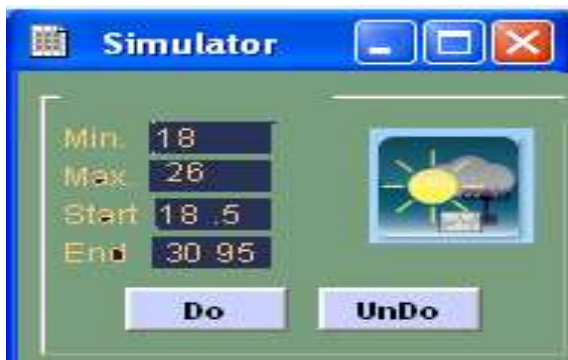 Simulator
Min. 18
Max 26
Start 18 .5
End 30 95
Do UnDo